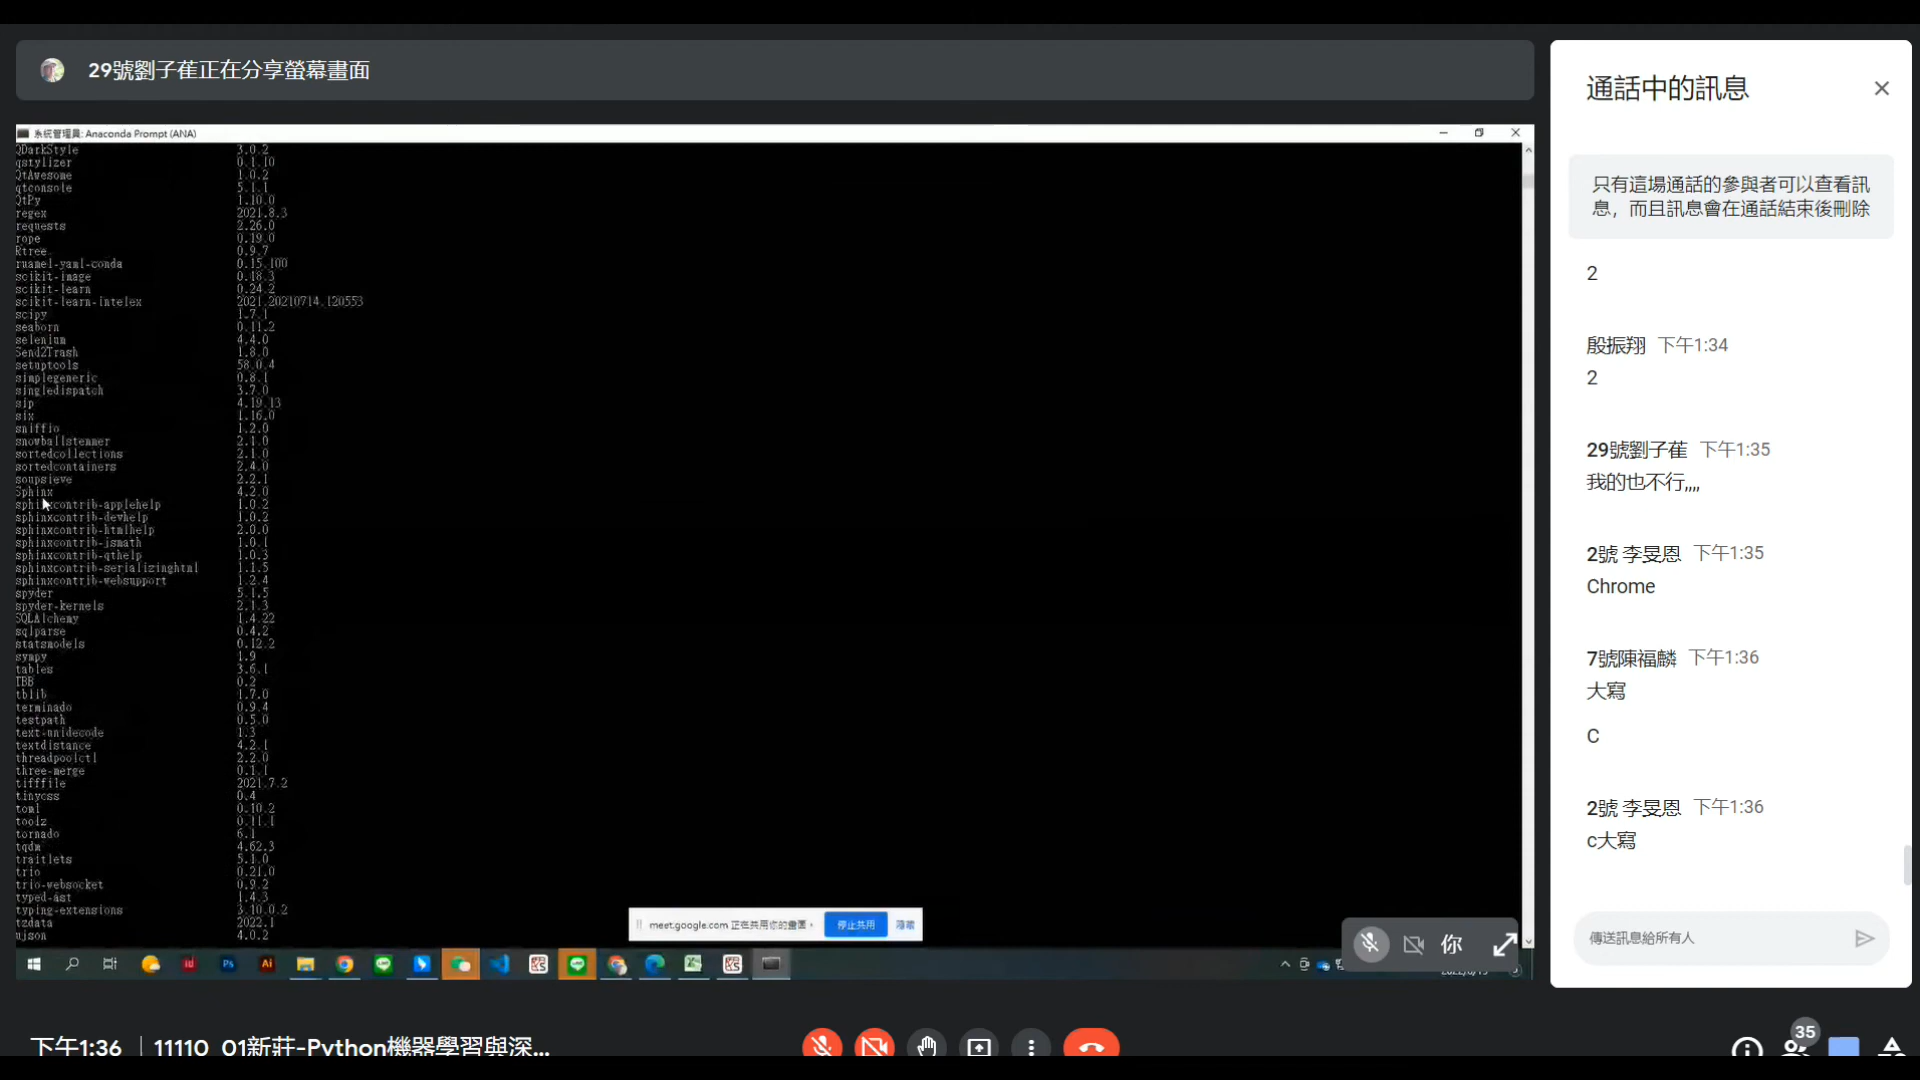 29號劉子萑正在分享螢幕畫面
系統管理員: Anaconda Prompt (ANA)
QDarkStyle 3.0.2
qstylizer 0.1.10
QtAwesome 1.0.2
qtconsole 5.1.1
QtPy 1.10.0
regex 2021.8.3
requests 2.26.0
rope 0.19.0
Rtree 0.9.7
ruamel-yaml-conda 0.15.100
scikit-image 0.18.3
scikit-learn 0.24.2
scikit-learn-intelex 2021.20210714.120553
scipy 1.7.1
seaborn 0.11.2
selenium 4.4.0
Send2Trash 1.8.0
setuptools 58.0.4
simplegeneric 0.8.1
singledispatch 3.7.0
sip 4.19.13
six 1.16.0
sniffio 1.2.0
snowballstemmer 2.1.0
sortedcollections 2.1.0
sortedcontainers 2.4.0
soupsieve 2.2.1
Sphinx 4.2.0
sphinxcontrib-applehelp 1.0.2
sphinxcontrib-devhelp 1.0.2
sphinxcontrib-htmlhelp 2.0.0
sphinxcontrib-jsmath 1.0.1
sphinxcontrib-qthelp 1.0.3
sphinxcontrib-serializinghtml 1.1.5
sphinxcontrib-websupport 1.2.4
spyder 5.1.5
spyder-kernels 2.1.3
SQLAlchemy 1.4.22
sqlparse 0.4.2
statsmodels 0.12.2
sympy 1.9
tables 3.6.1
TBB 0.2
tblib 1.7.0
terminado 0.9.4
testpath 0.5.0
text-unidecode 1.3
textdistance 4.2.1
threadpoolctl 2.2.0
three-merge 0.1.1
tifffile 2021.7.2
tinycss 0.4
toml 0.10.2
toolz 0.11.1
tornado 6.1
tqdm 4.62.3
traitlets 5.1.0
trio 0.21.0
trio-websocket 0.9.2
typed-ast 1.4.3
typing-extensions 3.10.0.2
tzdata 2022.1
ujson 4.0.2
meet.google.com 正在共用你的畫面。 停止共用 隱藏
你
通話中的訊息
只有這場通話的參與者可以查看訊
息，而且訊息會在通話結束後刪除
2
殷振翔 下午1:34
2
29號劉子萑 下午1:35
我的也不行,,,,
2號 李旻恩 下午1:35
Chrome
7號陳福麟 下午1:36
大寫
C
2號 李旻恩 下午1:36
c大寫
傳送訊息給所有人
下午1:36 | 11110_01新莊-Python機器學習與深...
35